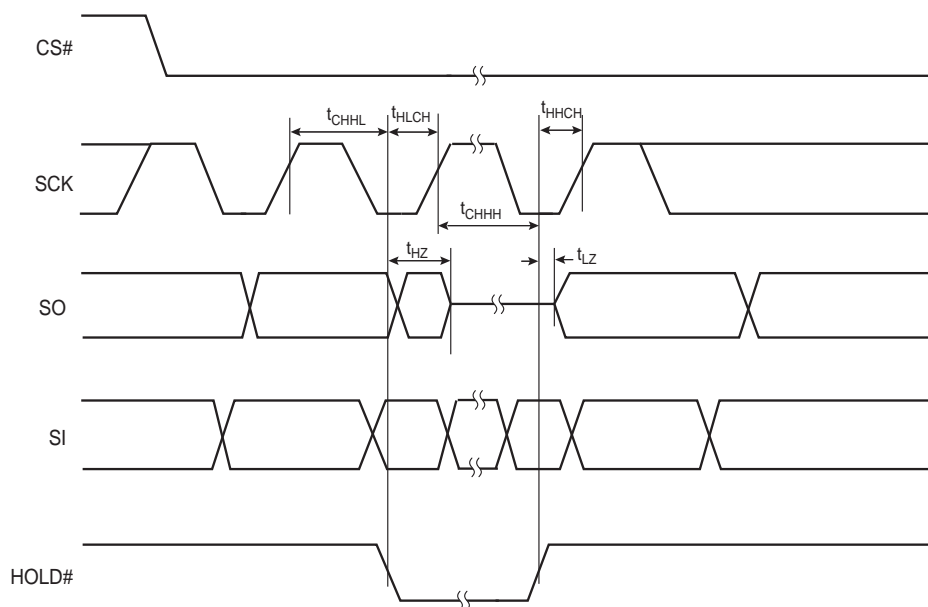 CS#
tCHHL
tHLCH
tHHCH
SCK
tCHHH
tHZ
tLZ
SO
SI
HOLD#